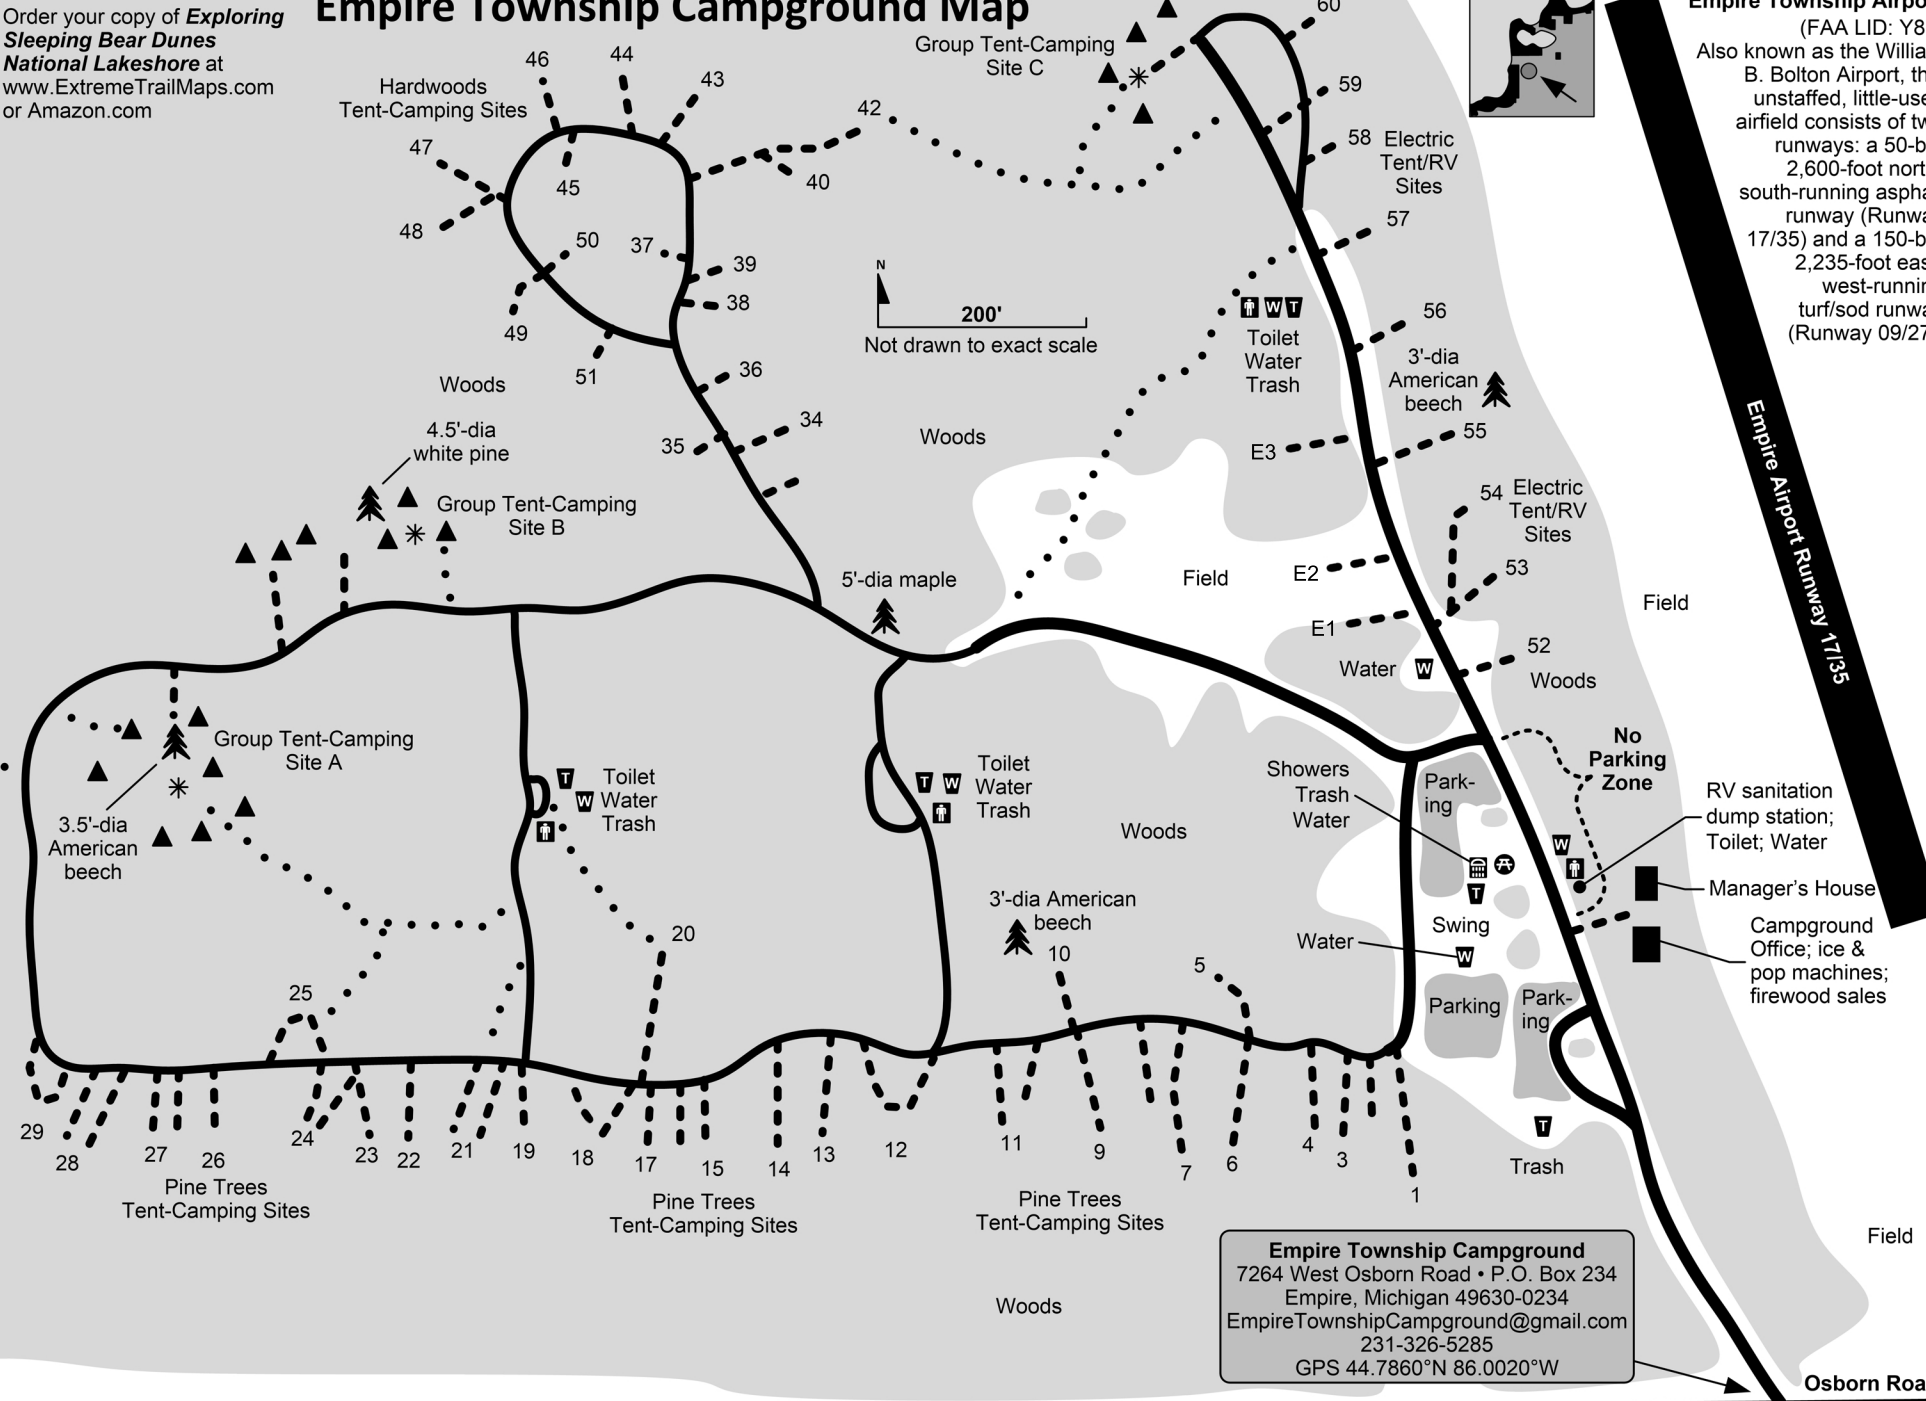 Order your copy of Exploring
Sleeping Bear Dunes
National Lakeshore at
www.ExtremeTrailMaps.com
or Amazon.com
Empire Township Campground Map
Group Tent-Camping
Site C
60
59
58
Electric
Tent/RV
Sites
57
56
3'-dia
American
beech
55
54
Electric
Tent/RV
Sites
53
52
Woods
(FAA LID: Y8
Also known as the Willia
B. Bolton Airport, th
unstaffed, little-use
airfield consists of tw
runways: a 50-b
2,600-foot nort
south-running aspha
runway (Runwa
17/35) and a 150-b
2,235-foot eas
west-runnin
turf/sod runwa
(Runway 09/27
Empire Airport Runway 17/35
Hardwoods
Tent-Camping Sites
46
44
43
42
47
45
40
48
50
37
39
38
49
51
36
35
34
N
200'
Not drawn to exact scale
W T
Toilet
Water
Trash
E3
E2
E1
Woods
Woods
4.5'-dia
white pine
Group Tent-Camping
Site B
5'-dia maple
Field
Field
Water
W
Group Tent-Camping
Site A
3.5'-dia
American
beech
T
W
Toilet
Water
Trash
T W
Toilet
Water
Trash
Woods
Showers
Trash
Water
Park-
ing
No
Parking
Zone
RV sanitation
dump station;
Toilet; Water
W
T
Manager's House
Swing
Water
W
Campground
Office; ice &
pop machines;
firewood sales
Parking
Park-
ing
3'-dia American
beech
10
5
20
25
29
28
27
26
24
23
22
21
19
18
17
15
14
13
12
11
9
7
6
4
3
1
T
Trash
Pine Trees
Tent-Camping Sites
Pine Trees
Tent-Camping Sites
Pine Trees
Tent-Camping Sites
Field
Woods
Empire Township Campground
7264 West Osborn Road • P.O. Box 234
Empire, Michigan 49630-0234
EmpireTownshipCampground@gmail.com
231-326-5285
GPS 44.7860°N 86.0020°W
Osborn Roa